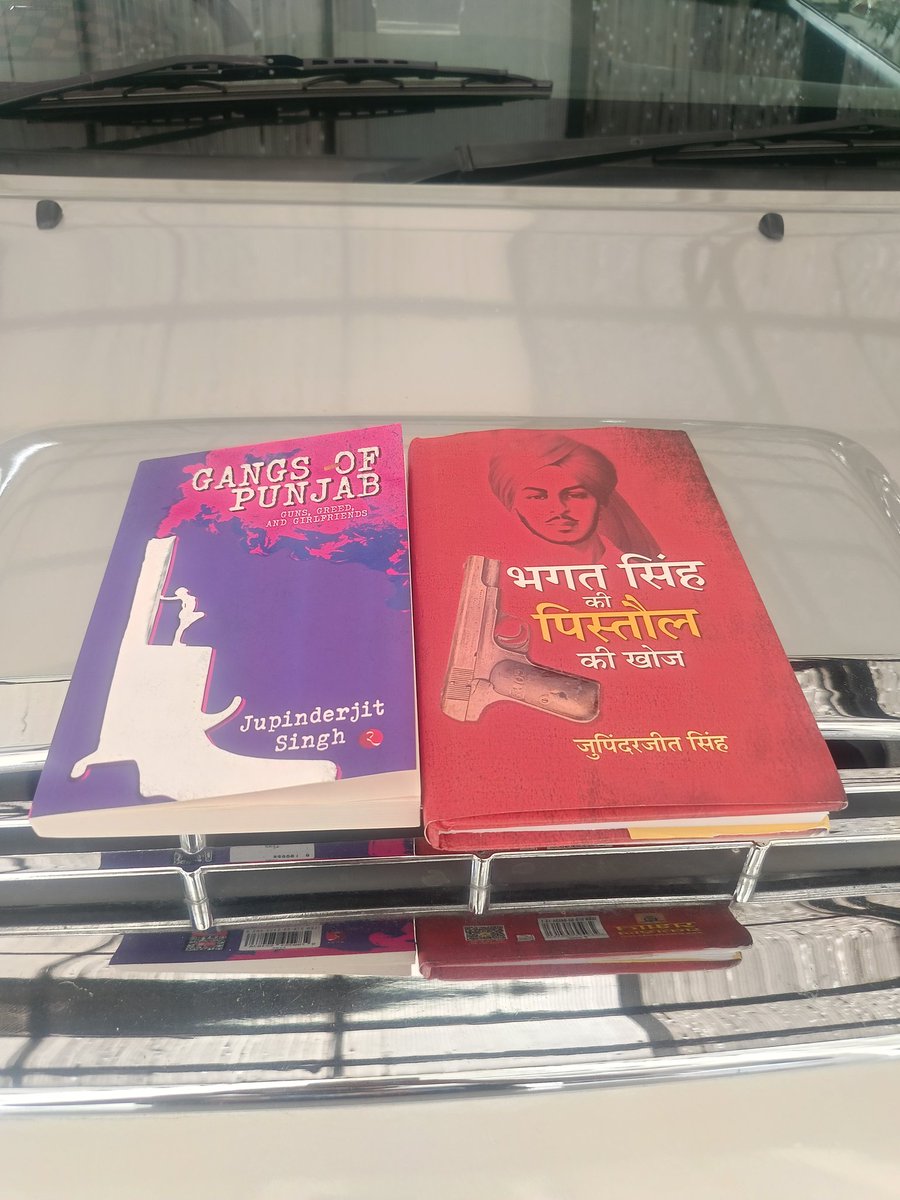 GANGS OF
PUNJAB
GUNS, GREED,
AND GIRLFRIENDS
Jupinderjit
Singh
भगत सिंह
की
पिस्तौल
की खोज
जुपिंदरजीत सिंह